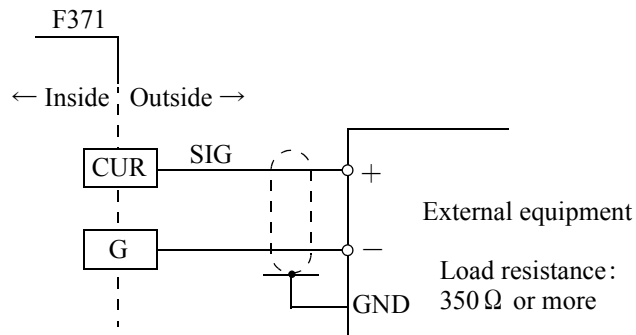 F371
← Inside Outside →
CUR
SIG
+
External equipment
G
−
Load resistance:
350 Ω or more
GND